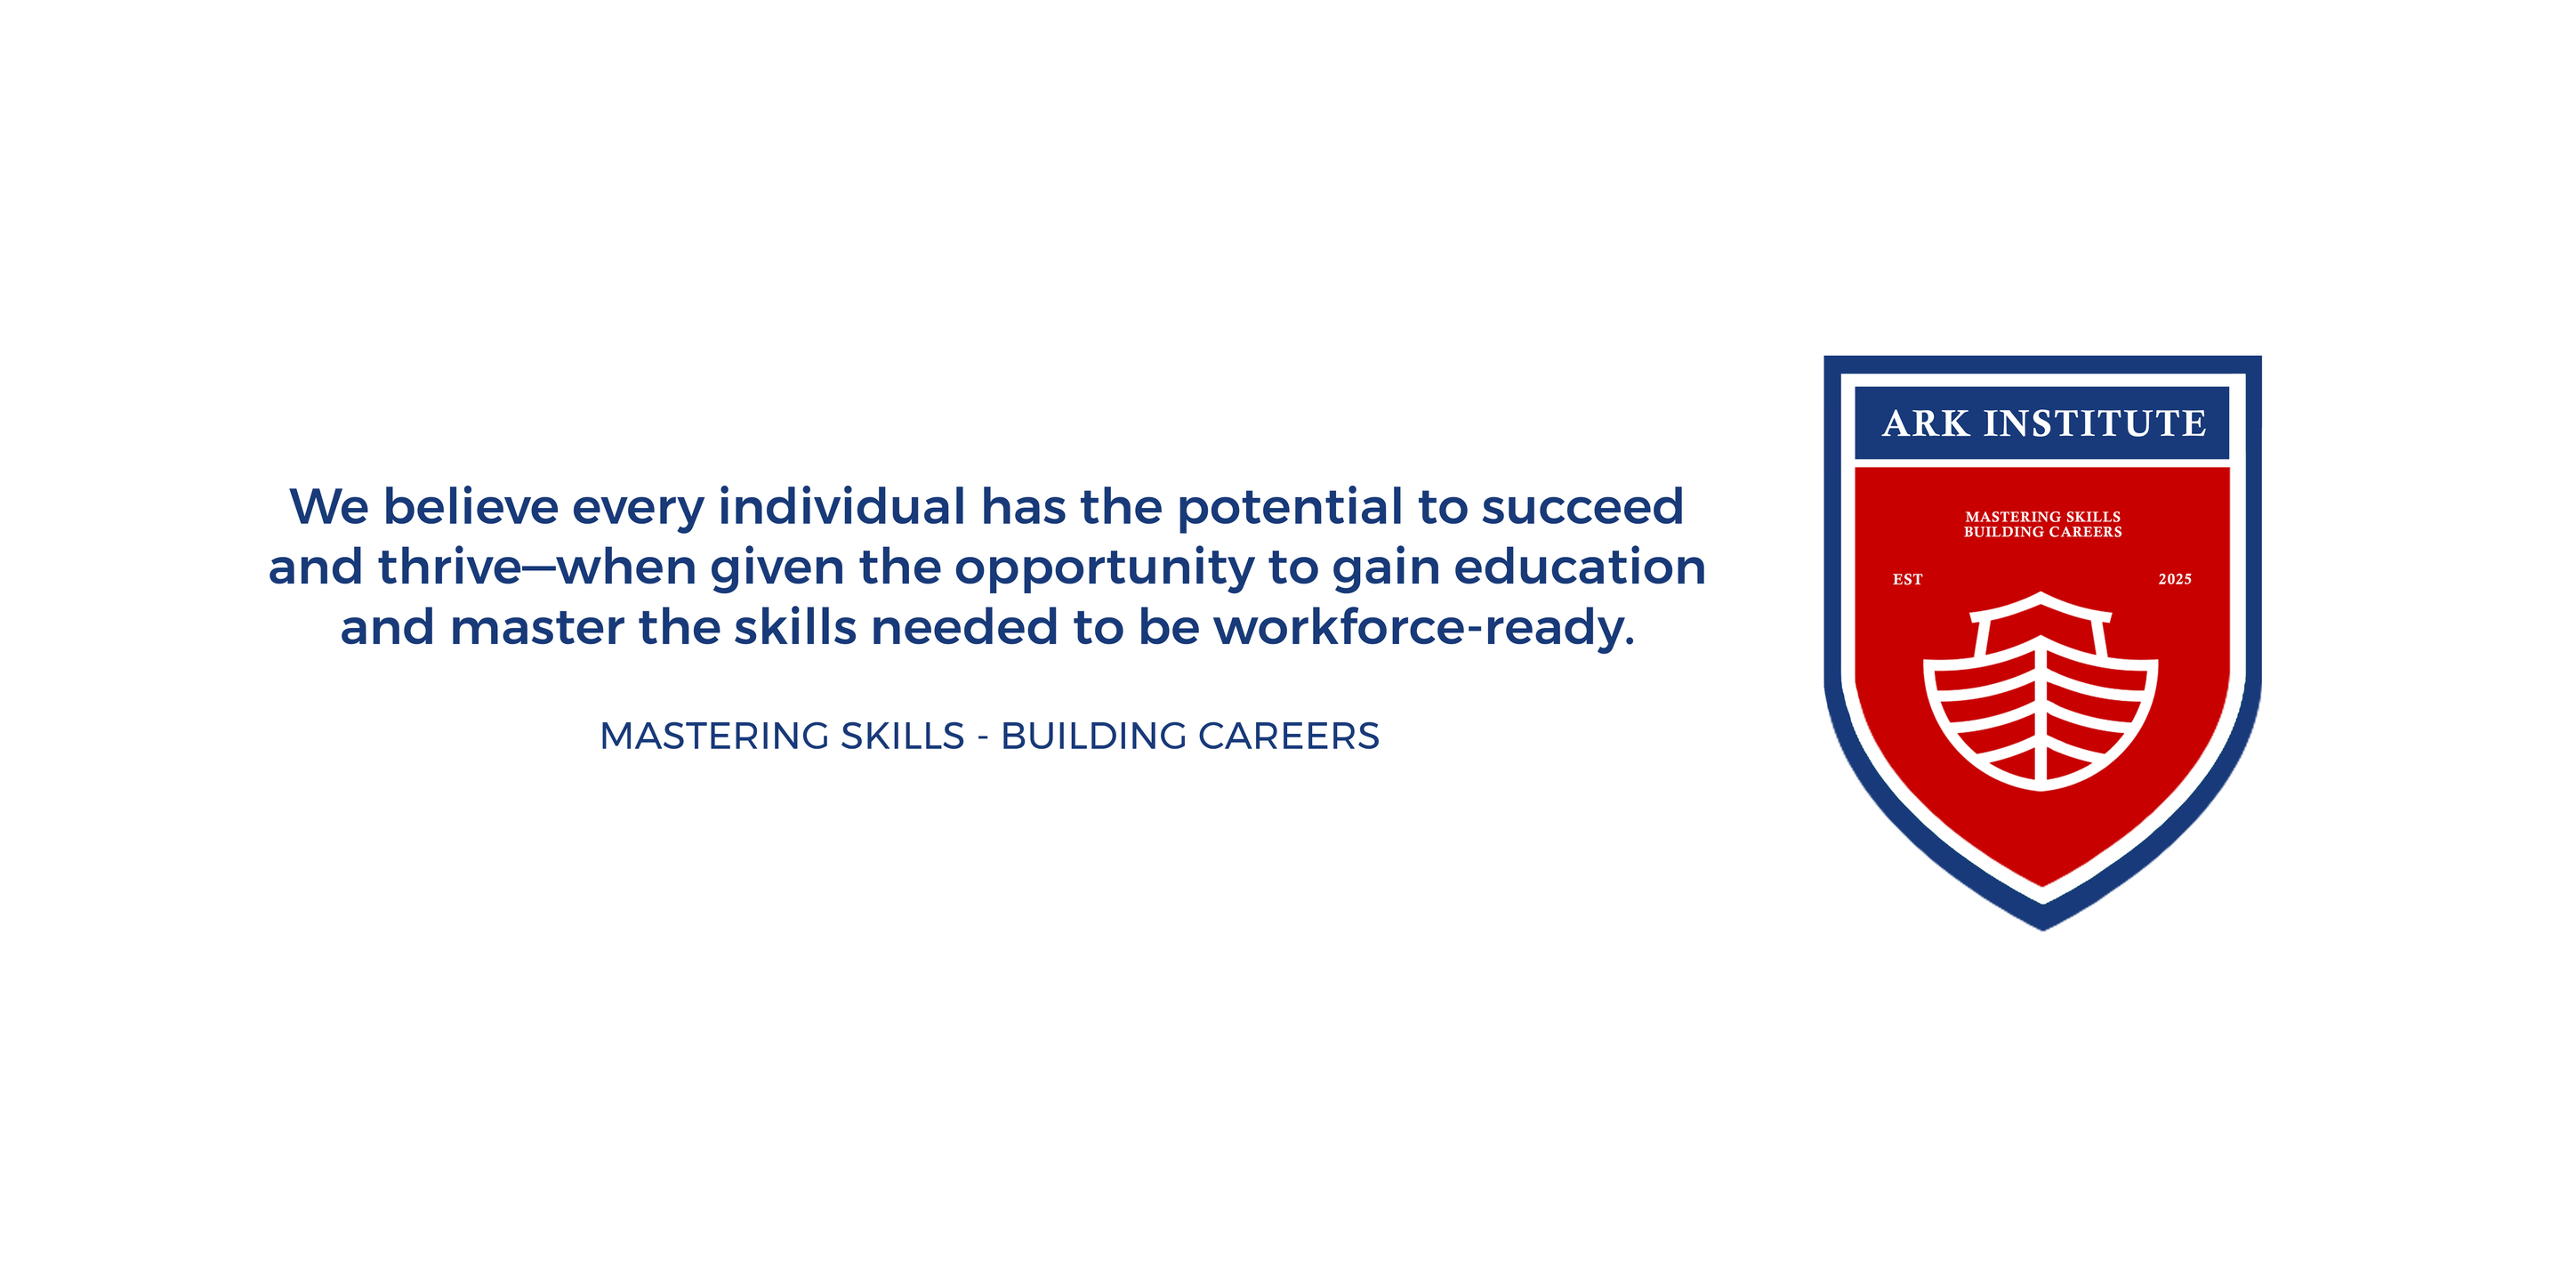 We believe every individual has the potential to succeed
and thrive—when given the opportunity to gain education
and master the skills needed to be workforce-ready.
MASTERING SKILLS - BUILDING CAREERS
ARK INSTITUTE
MASTERING SKILLS
BUILDING CAREERS
EST 2025